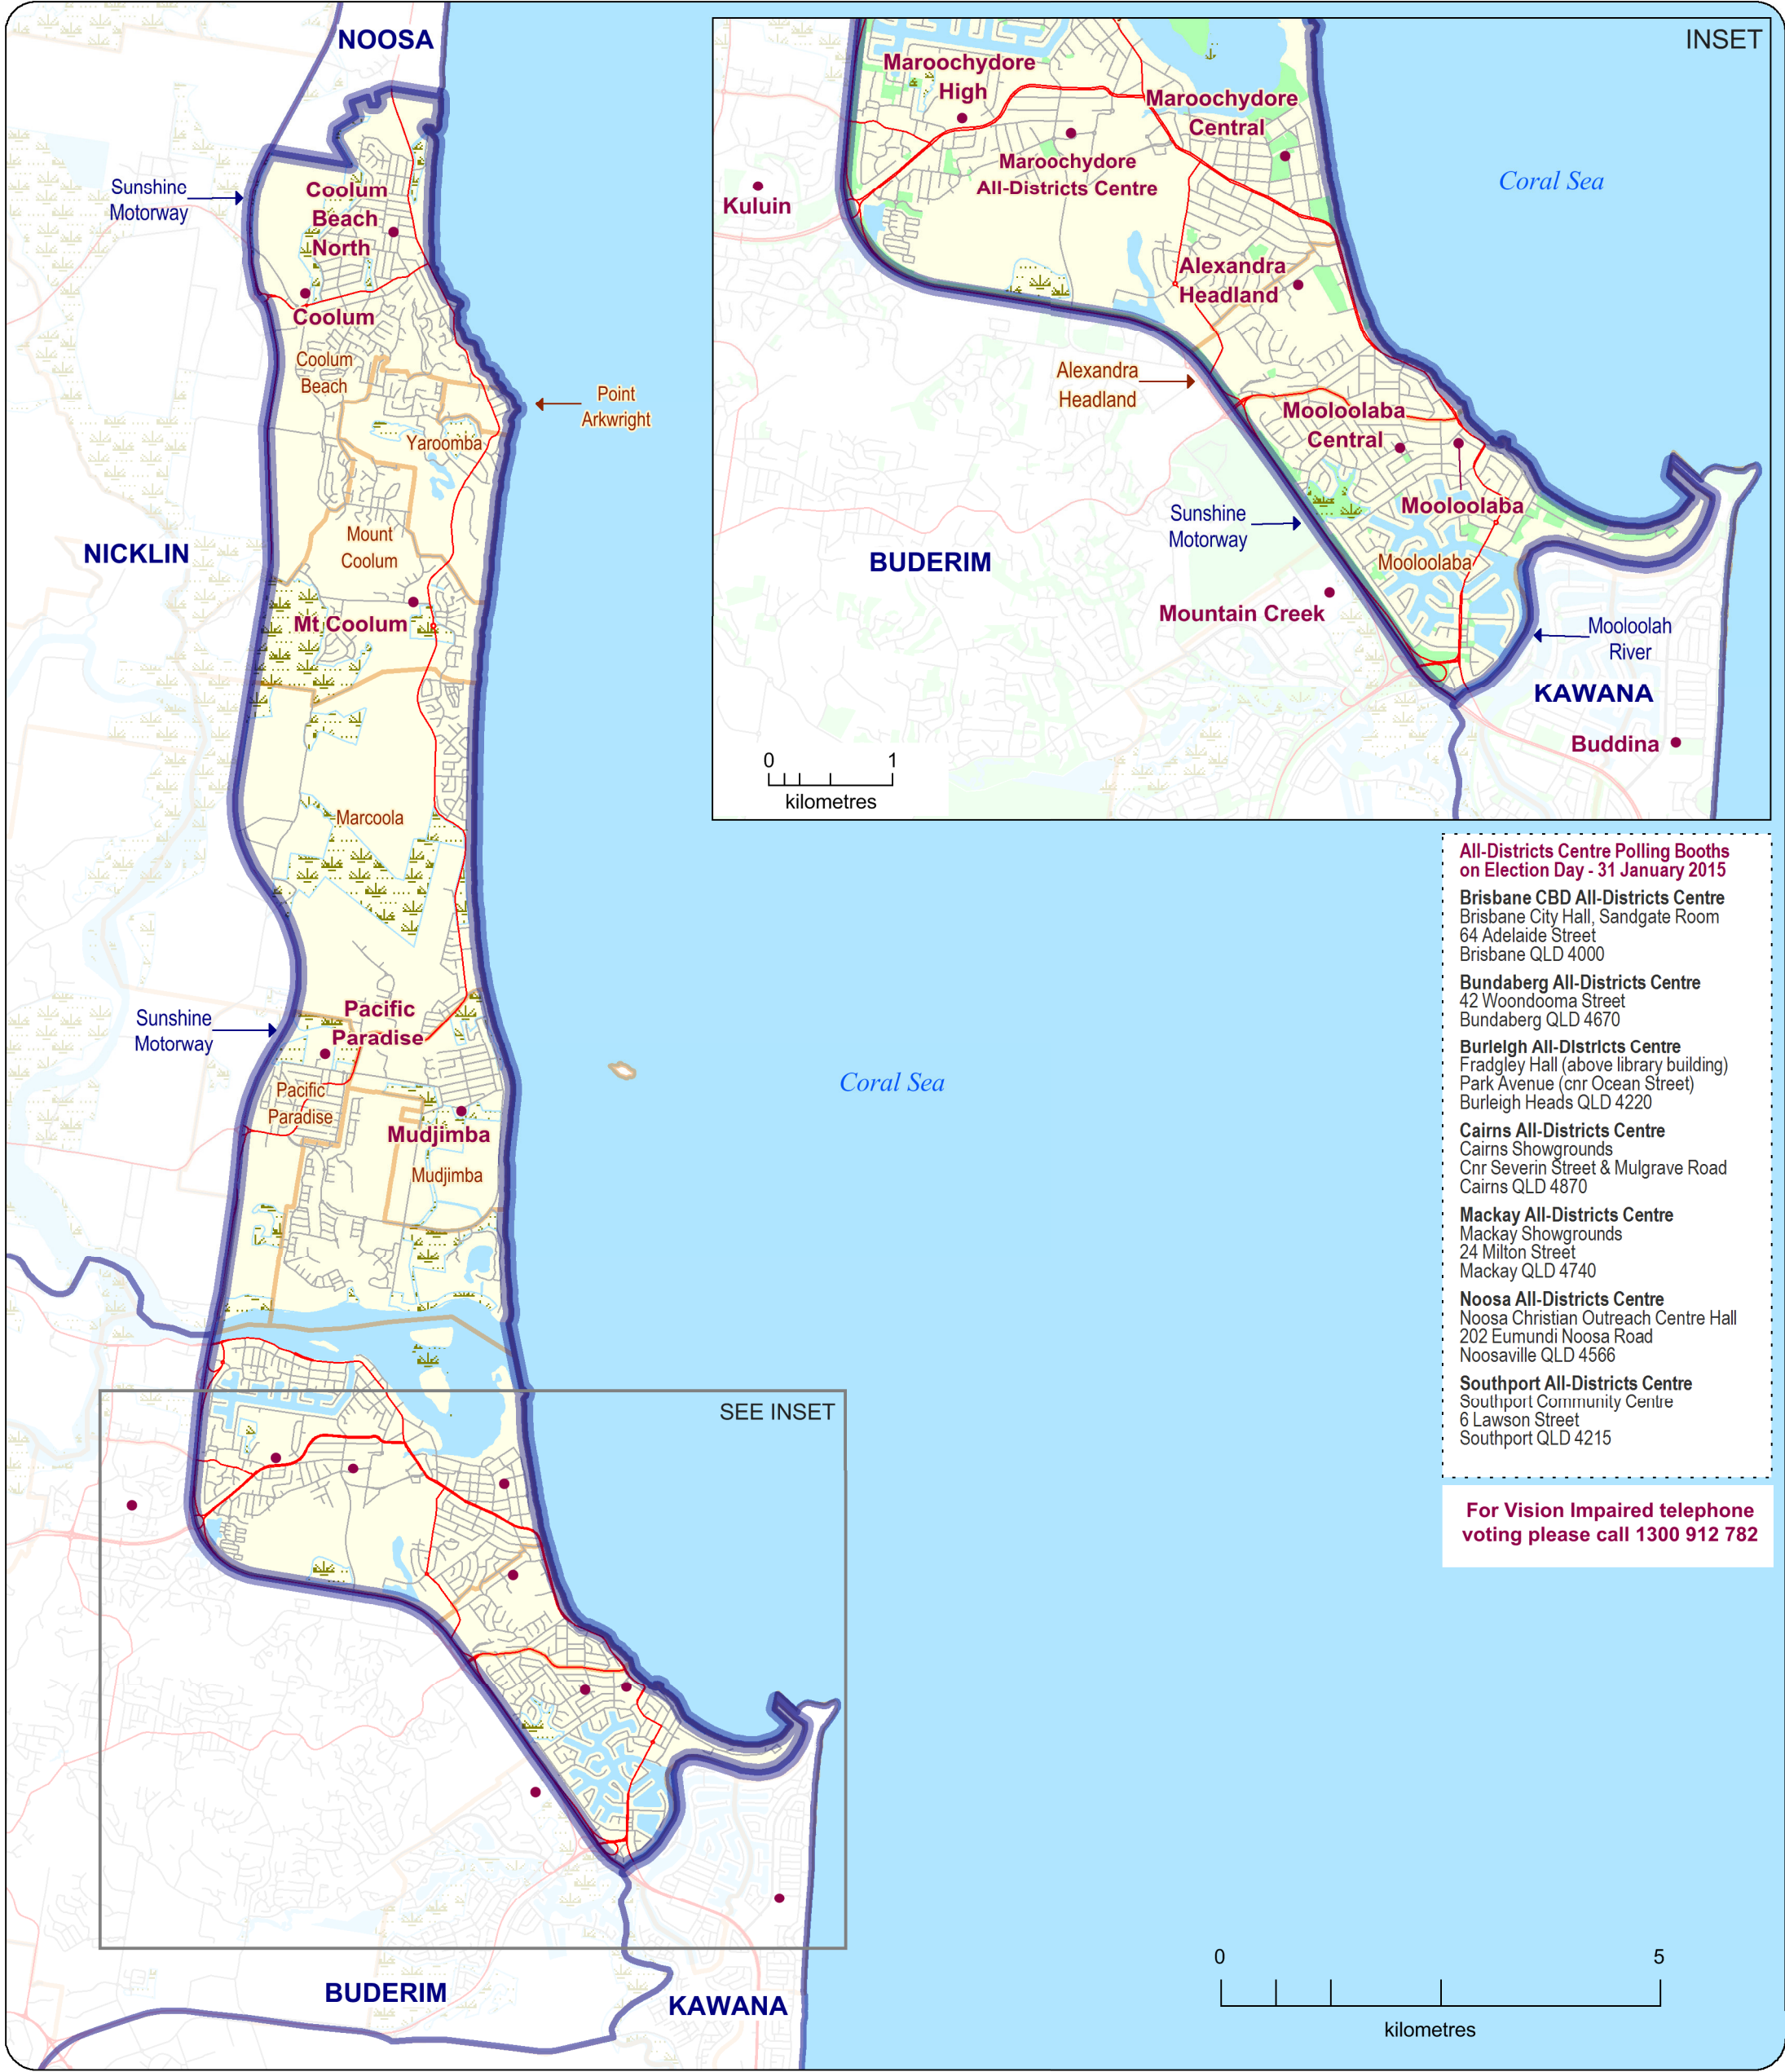 NOOSA
Sunshine
Motorway
Coolum
Beach
North
Coolum
Coolum
Beach
Point
Arkwright
Yaroomba
Mount
Coolum
NICKLIN
Mt Coolum
Marcoola
Pacific
Paradise
Sunshine
Motorway
Pacific
Paradise
Mudjimba
Mudjimba
Coral Sea
SEE INSET
BUDERIM
KAWANA
0 5
kilometres
INSET
Maroochydore
High
Maroochydore
Central
Maroochydore
All-Districts Centre
Kuluin
Coral Sea
Alexandra
Headland
Alexandra
Headland
Mooloolaba
Central
Mooloolaba
Sunshine
Motorway
BUDERIM
Mooloolaba
Mountain Creek
Mooloolah
River
KAWANA
Buddina
0 1
kilometres
All-Districts Centre Polling Booths
on Election Day - 31 January 2015
Brisbane CBD All-Districts Centre
Brisbane City Hall, Sandgate Room
64 Adelaide Street
Brisbane QLD 4000
Bundaberg All-Districts Centre
42 Woondooma Street
Bundaberg QLD 4670
Burleigh All-Districts Centre
Fradgley Hall (above library building)
Park Avenue (cnr Ocean Street)
Burleigh Heads QLD 4220
Cairns All-Districts Centre
Cairns Showgrounds
Cnr Severin Street & Mulgrave Road
Cairns QLD 4870
Mackay All-Districts Centre
Mackay Showgrounds
24 Milton Street
Mackay QLD 4740
Noosa All-Districts Centre
Noosa Christian Outreach Centre Hall
202 Eumundi Noosa Road
Noosaville QLD 4566
Southport All-Districts Centre
Southport Community Centre
6 Lawson Street
Southport QLD 4215
For Vision Impaired telephone
voting please call 1300 912 782